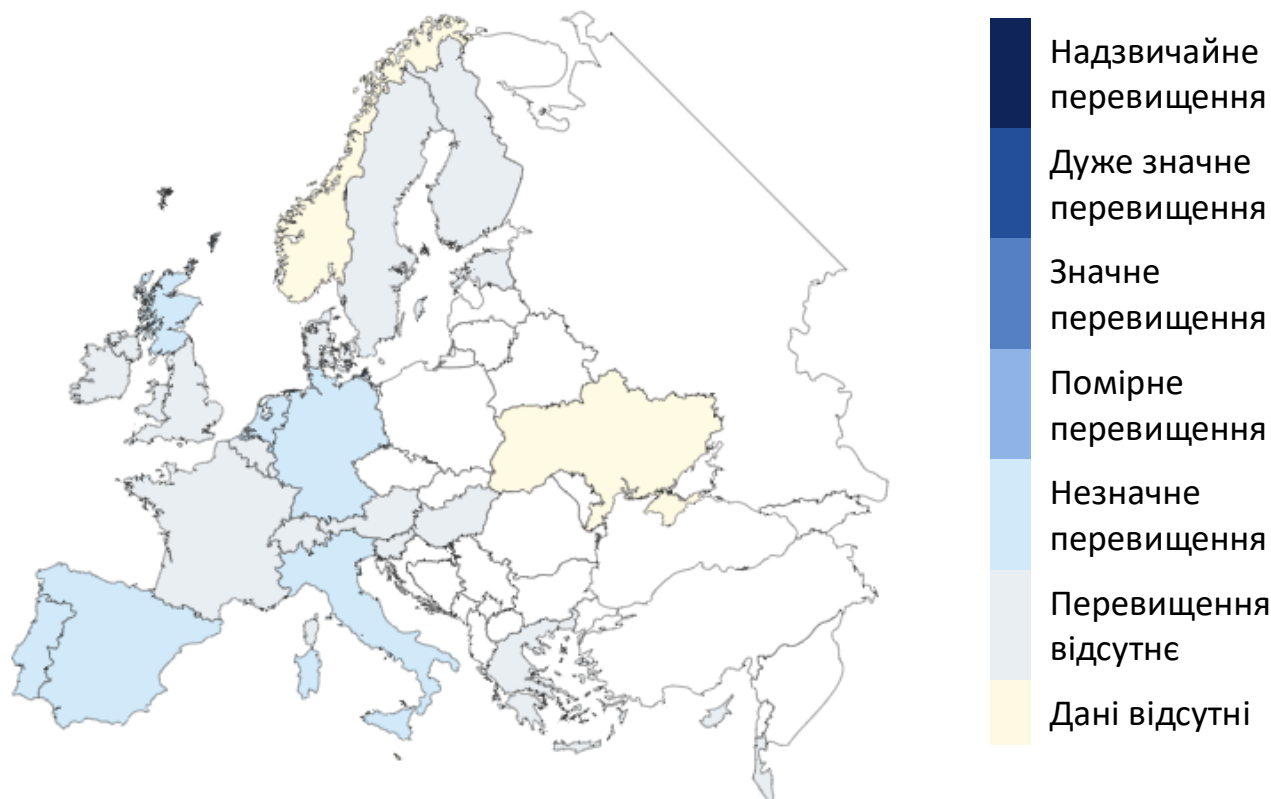 Надзвичайне
перевищення
Дуже значне
перевищення
Значне
перевищення
Помірне
перевищення
Незначне
перевищення
Перевищення
відсутнє
Дані відсутні